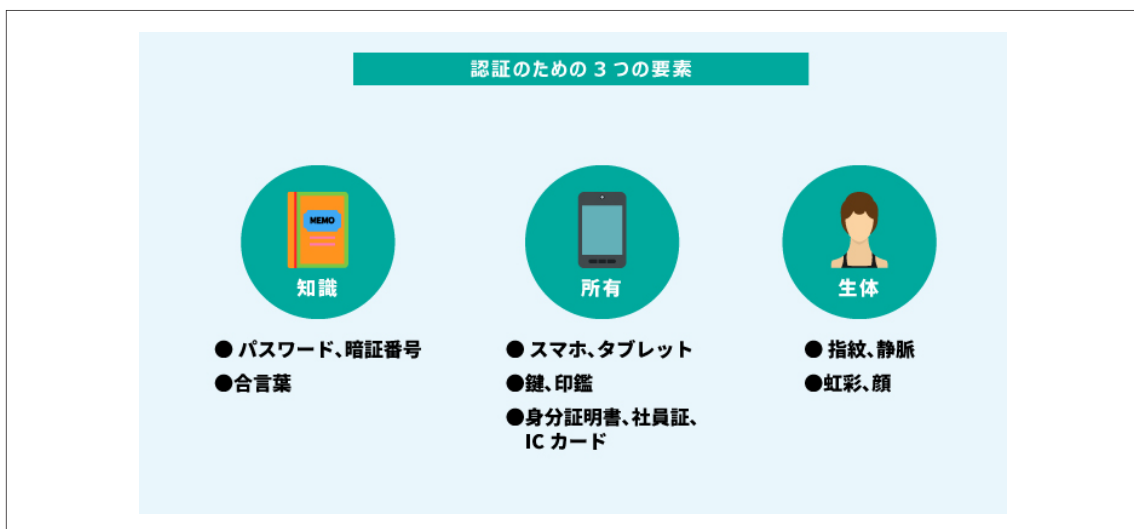 認証のための3つの要素
MEMO
知識
● パスワード、暗証番号
●合言葉
所有
● スマホ、タブレット
●鍵、印鑑
●身分証明書、社員証、
IC カード
生体
● 指紋、静脈
●虹彩、顔